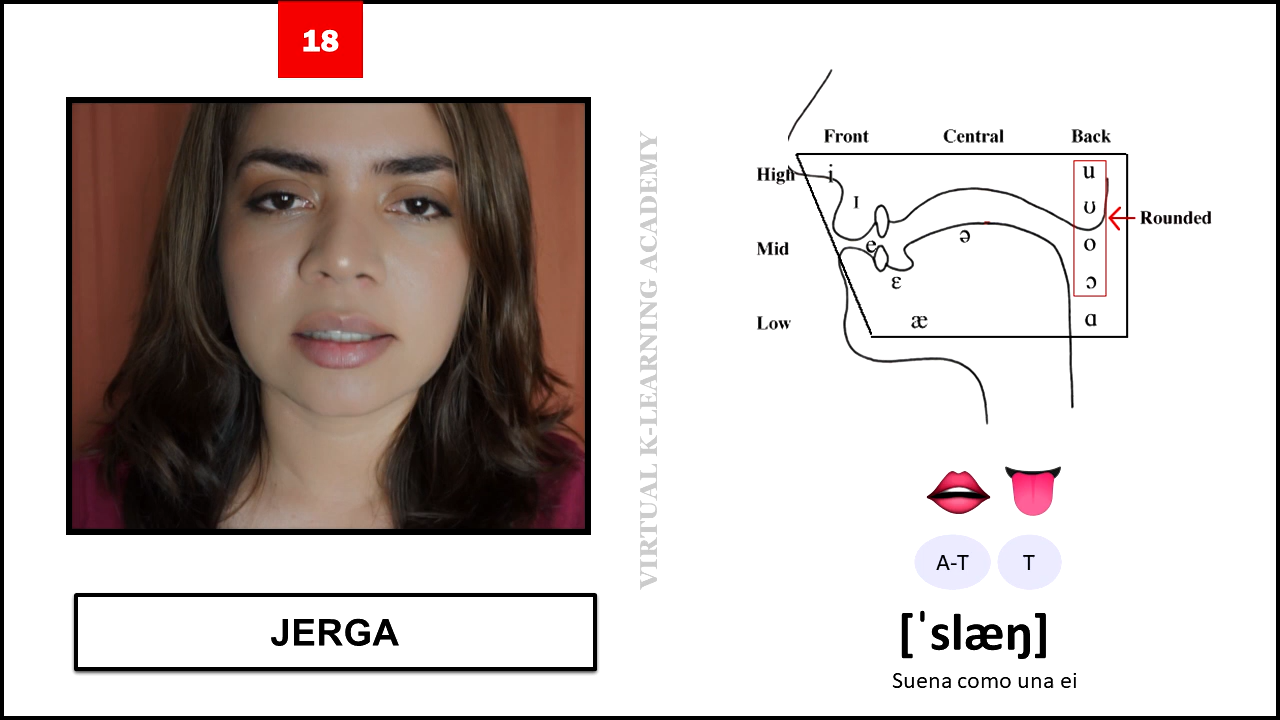 18
VIRTUAL K-LEARNING ACADEMY
Front Central Back
High i u
I ʊ
Rounded
Mid e ə o
ɛ ɔ
Low æ ɑ
A-T T
JERGA
[ˈslæŋ]
Suena como una ei